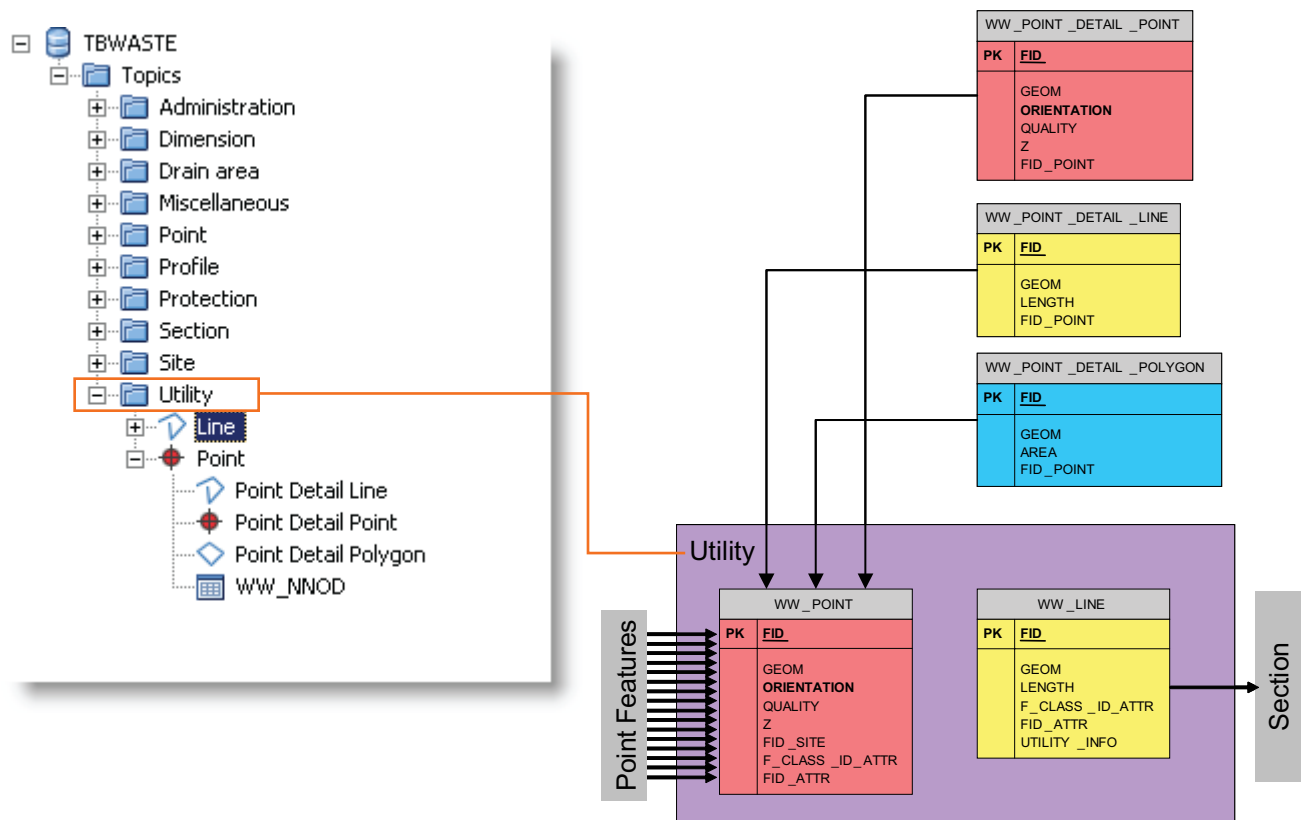 TBWASTE
Topics
Administration
Dimension
Drain area
Miscellaneous
Point
Profile
Protection
Section
Site
Utility
Line
Point
Point Detail Line
Point Detail Point
Point Detail Polygon
WW_NNOD
WW_POINT_DETAIL_POINT
PK FID
GEOM
ORIENTATION
QUALITY
Z
FID_POINT
WW_POINT_DETAIL_LINE
PK FID
GEOM
LENGTH
FID_POINT
WW_POINT_DETAIL_POLYGON
PK FID
GEOM
AREA
FID_POINT
Utility
Point Features
WW_POINT
PK FID
GEOM
ORIENTATION
QUALITY
Z
FID_SITE
F_CLASS_ID_ATTR
FID_ATTR
WW_LINE
PK FID
GEOM
LENGTH
F_CLASS_ID_ATTR
FID_ATTR
UTILITY_INFO
Section